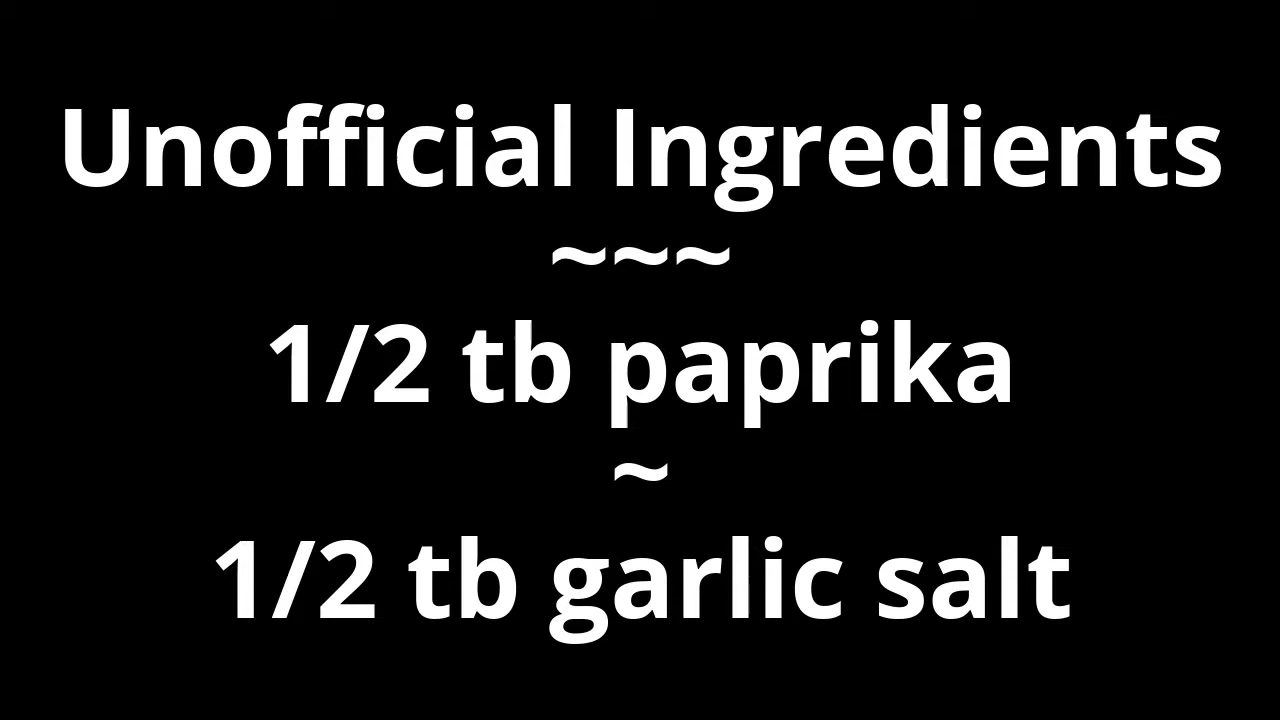 Unofficial Ingredients
~~~
1/2 tb paprika
~
1/2 tb garlic salt